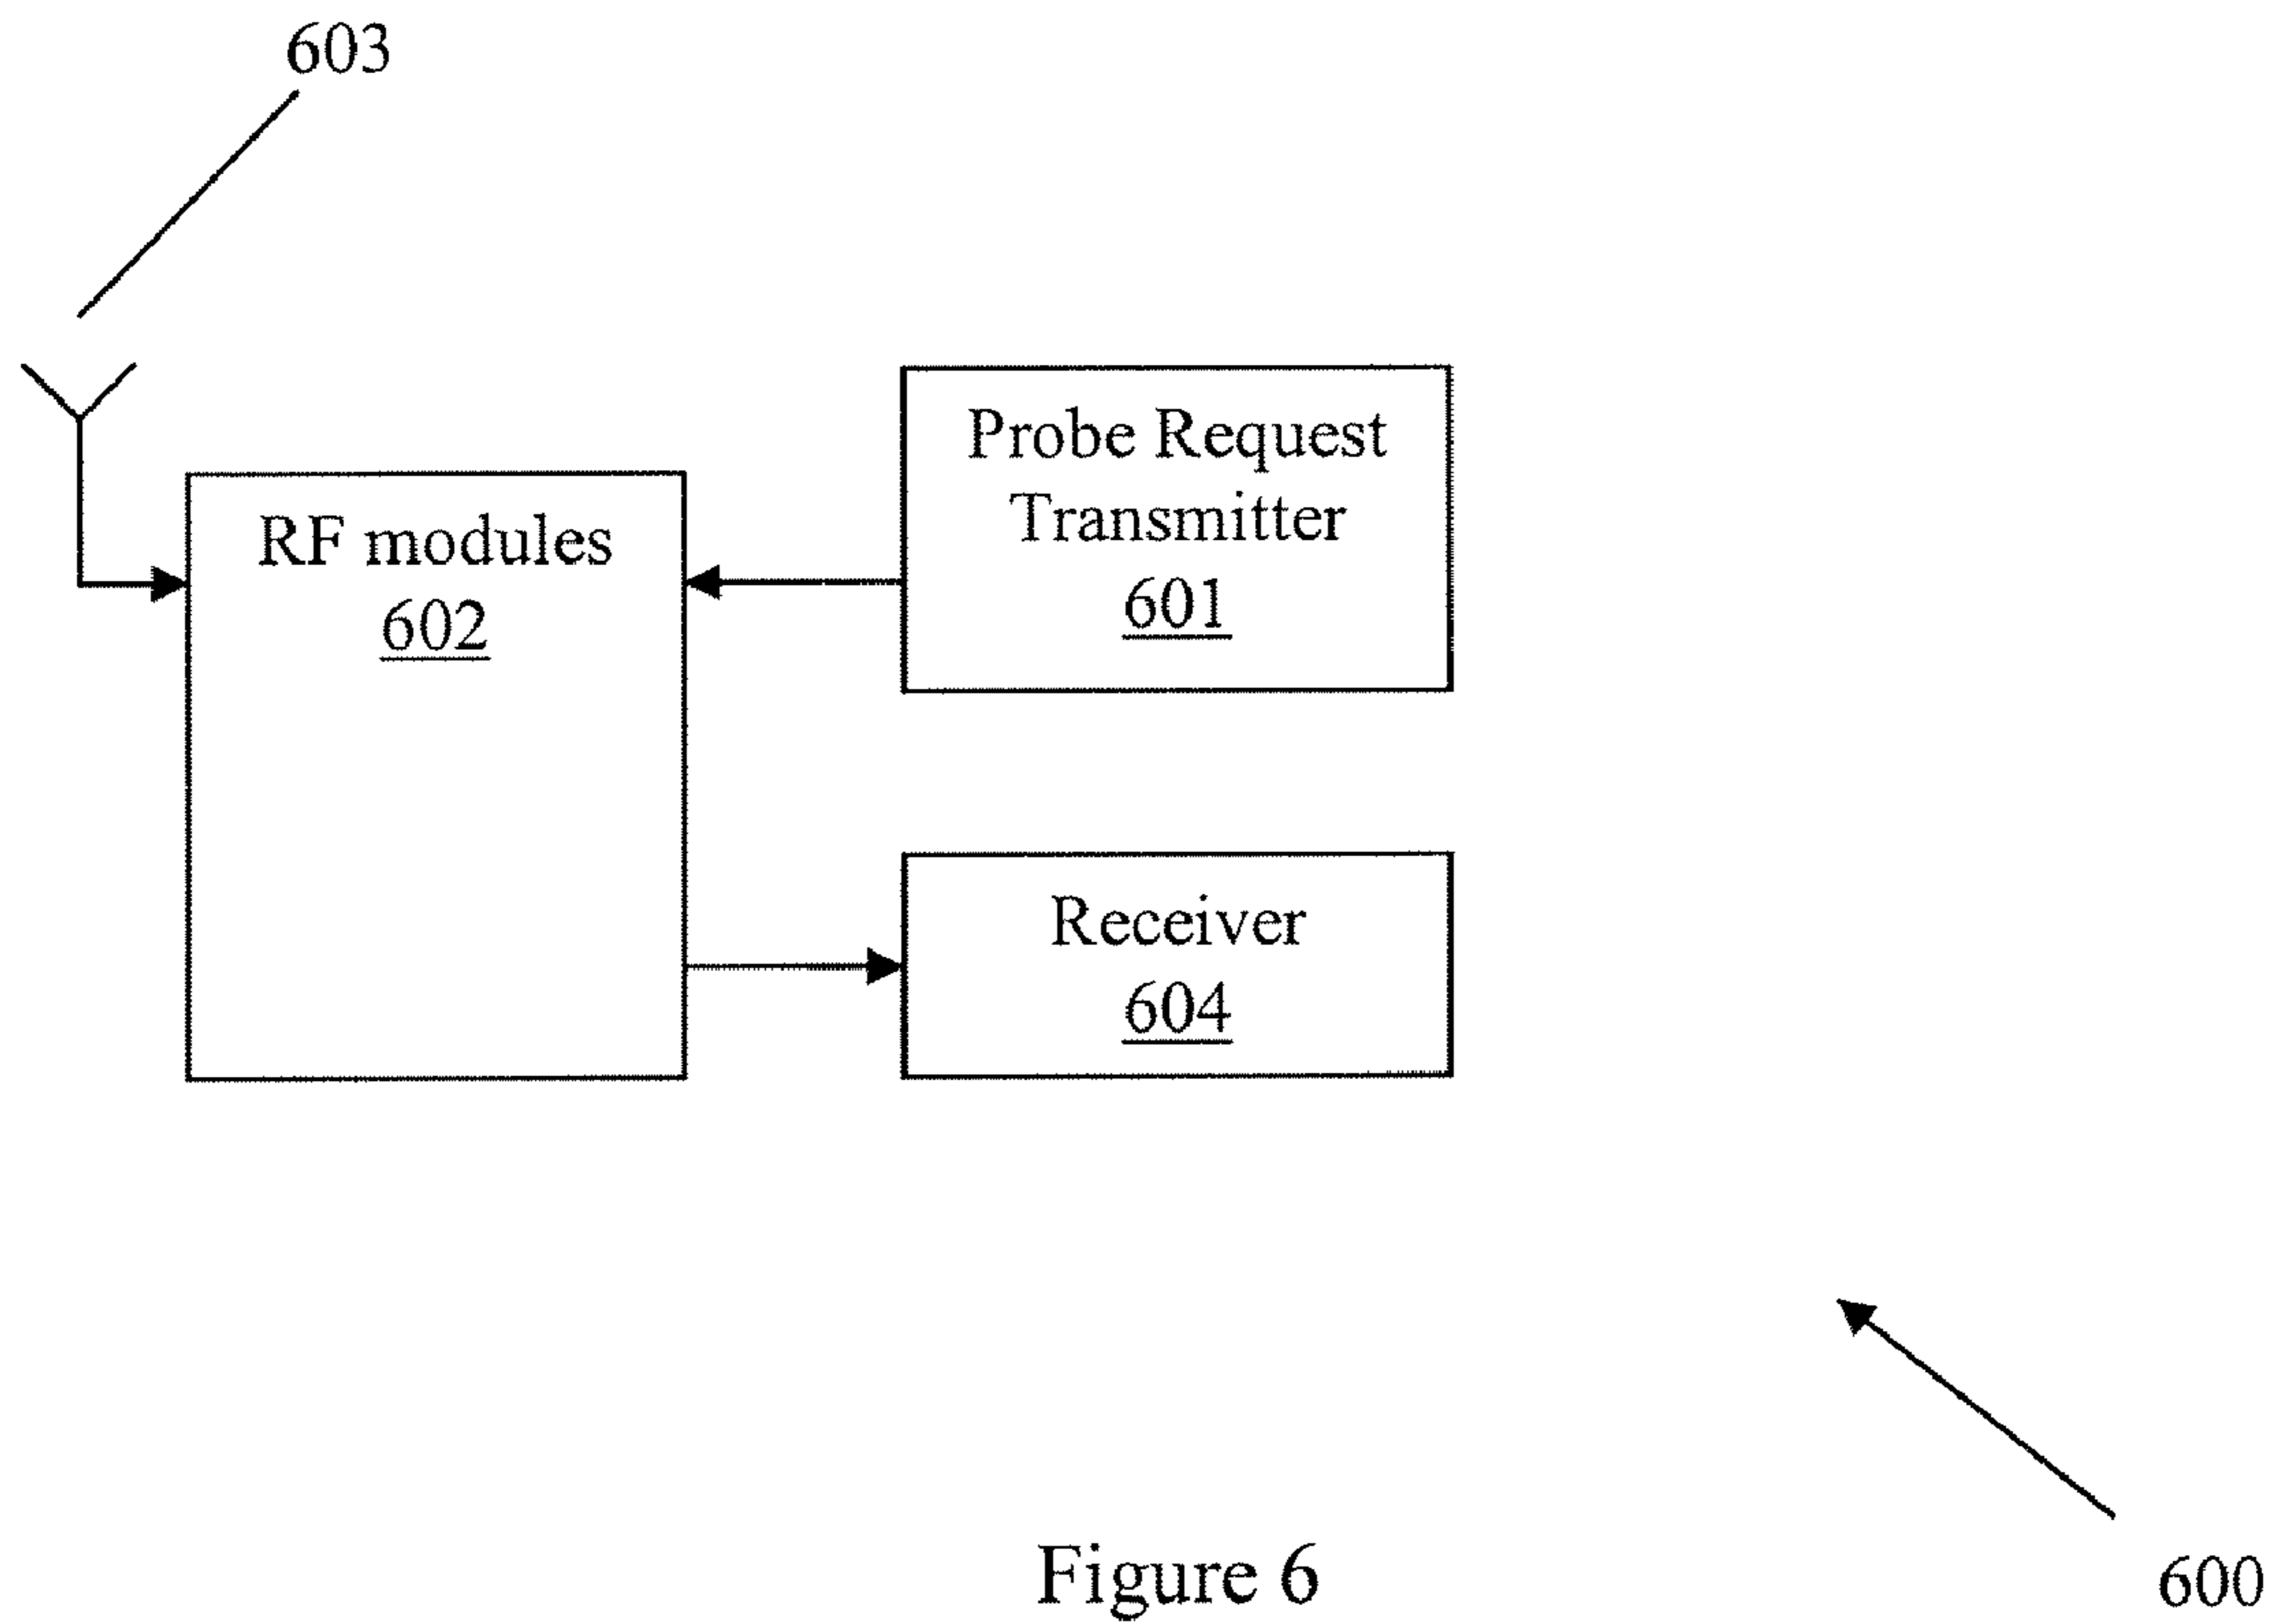 603
Probe Request
Transmitter
601
RF modules
602
Receiver
604
Figure 6
600